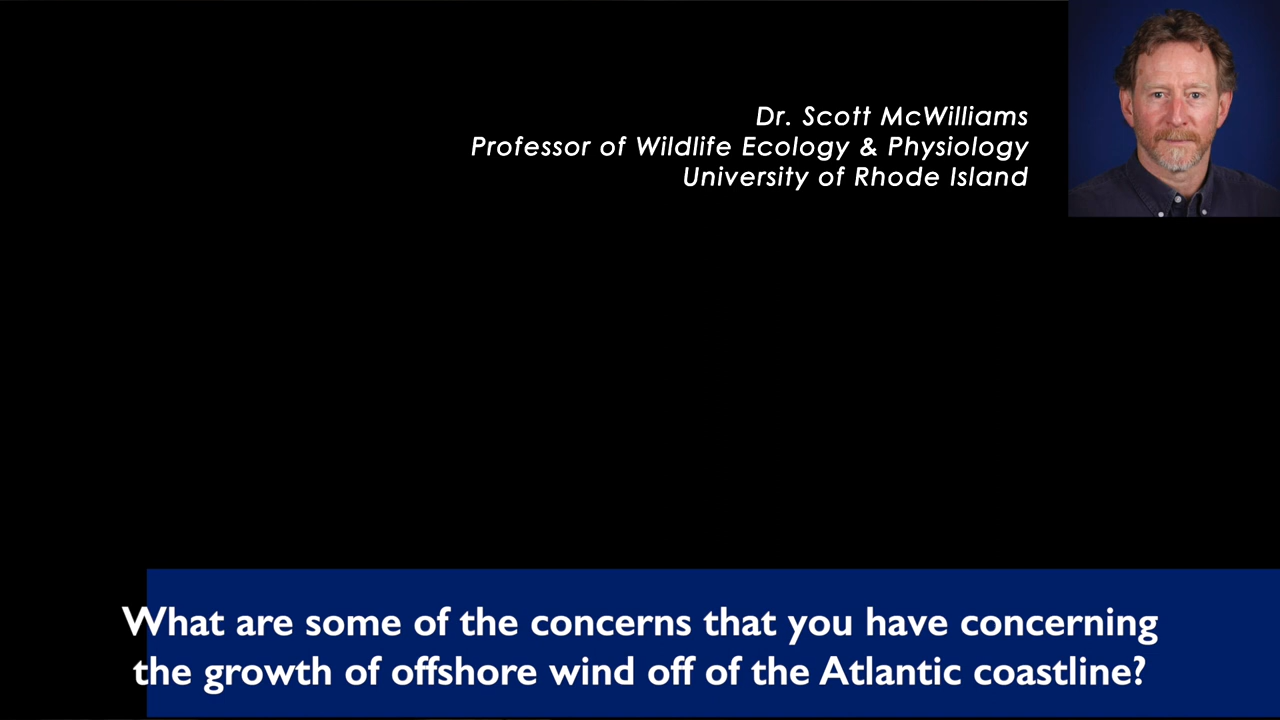 Dr. Scott McWilliams
Professor of Wildlife Ecology & Physiology
University of Rhode Island
What are some of the concerns that you have concerning
the growth of offshore wind off of the Atlantic coastline?